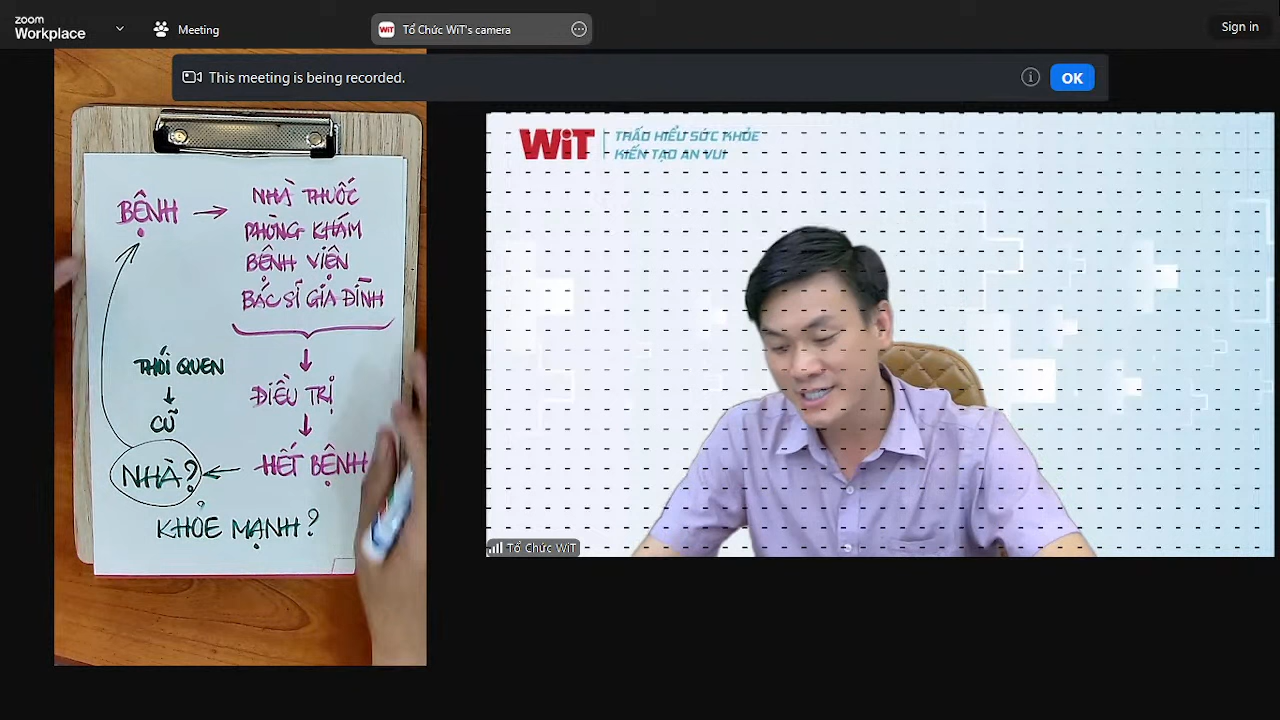 zoom
Workplace
Meeting
WiT Tổ Chức WiT's camera
Sign in
This meeting is being recorded.
OK
BỆNH → NHÀ THUỐC
PHÒNG KHÁM
BỆNH VIỆN
BÁC SĨ GIA ĐÌNH
THÓI QUEN
↓
CŨ
↓
ĐIỀU TRỊ
↓
NHÀ? ← HẾT BỆNH
KHỎE MẠNH?
WiT THẤU HIỂU SỨC KHỎE
KIẾN TẠO AN VUI
Tổ Chức WiT